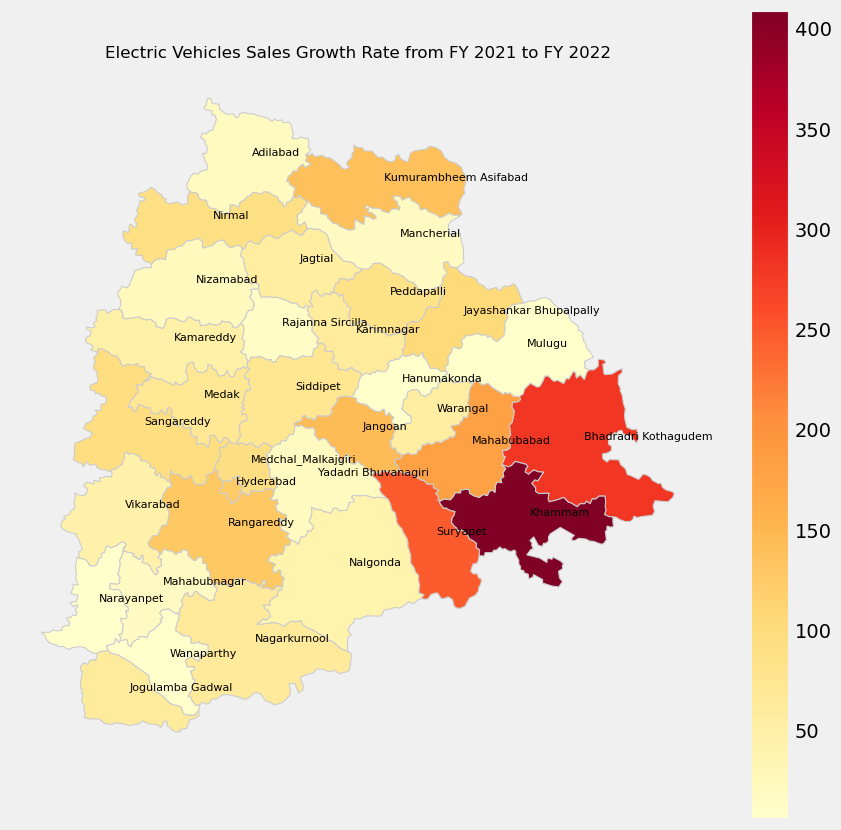 Electric Vehicles Sales Growth Rate from FY 2021 to FY 2022
Adilabad
Kumurambheem Asifabad
Nirmal
Mancherial
Jagtial
Nizamabad
Peddapalli
Jayashankar Bhupalpally
Rajanna Sircilla
Karimnagar
Kamareddy
Mulugu
Hanumakonda
Siddipet
Medak
Warangal
Sangareddy
Jangoan
Bhadradri Kothagudem
Mahabubabad
Medchal_Malkajgiri
Yadadri Bhuvanagiri
Hyderabad
Vikarabad
Khammam
Rangareddy
Suryapet
Nalgonda
Mahabubnagar
Narayanpet
Nagarkurnool
Wanaparthy
Jogulamba Gadwal
400
350
300
250
200
150
100
50